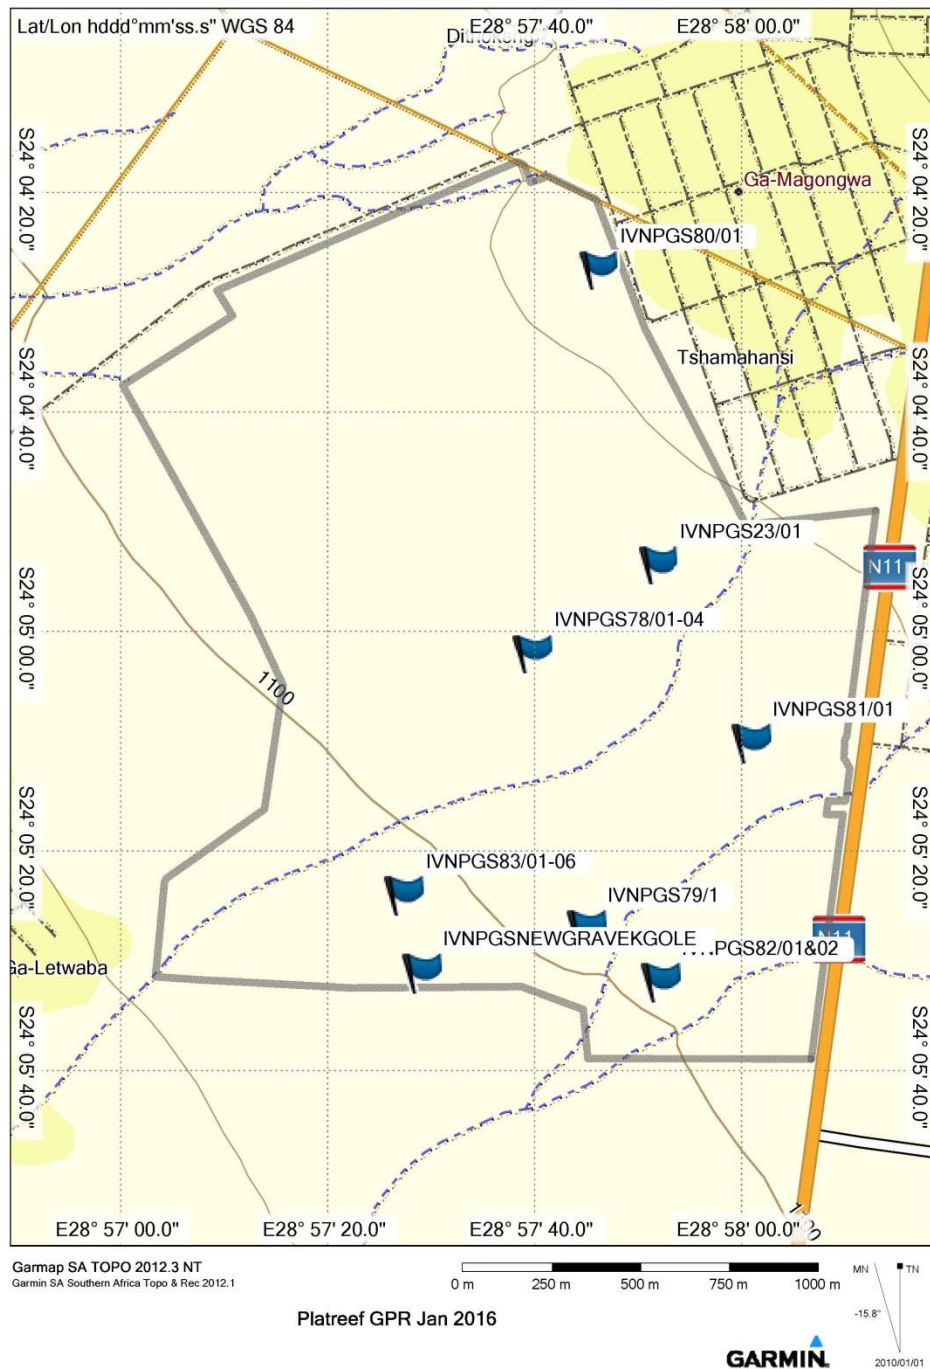 Lat/Lon hddd°mm'ss.s" WGS 84
E28° 57' 40.0"
E28° 58' 00.0"
S24° 04' 20.0"
S24° 04' 20.0"
Ga-Magongwa
IVNPGS80/01
Tshamahansi
S24° 04' 40.0"
S24° 04' 40.0"
IVNPGS23/01
N11
IVNPGS78/01-04
S24° 05' 00.0"
S24° 05' 00.0"
1100
IVNPGS81/01
S24° 05' 20.0"
S24° 05' 20.0"
IVNPGS83/01-06
IVNPGS79/1
IVNPGSNEWGRAVEKGOLE
N11
IVNPGS82/01&02
Ga-Letwaba
S24° 05' 40.0"
S24° 05' 40.0"
E28° 57' 00.0"
E28° 57' 20.0"
E28° 57' 40.0"
E28° 58' 00.0"
Garmap SA TOPO 2012.3 NT
Garmin SA Southern Africa Topo & Rec 2012.1
0 m 250 m 500 m 750 m 1000 m
MN TN
-15.8°
Platreef GPR Jan 2016
GARMIN
2010/01/01